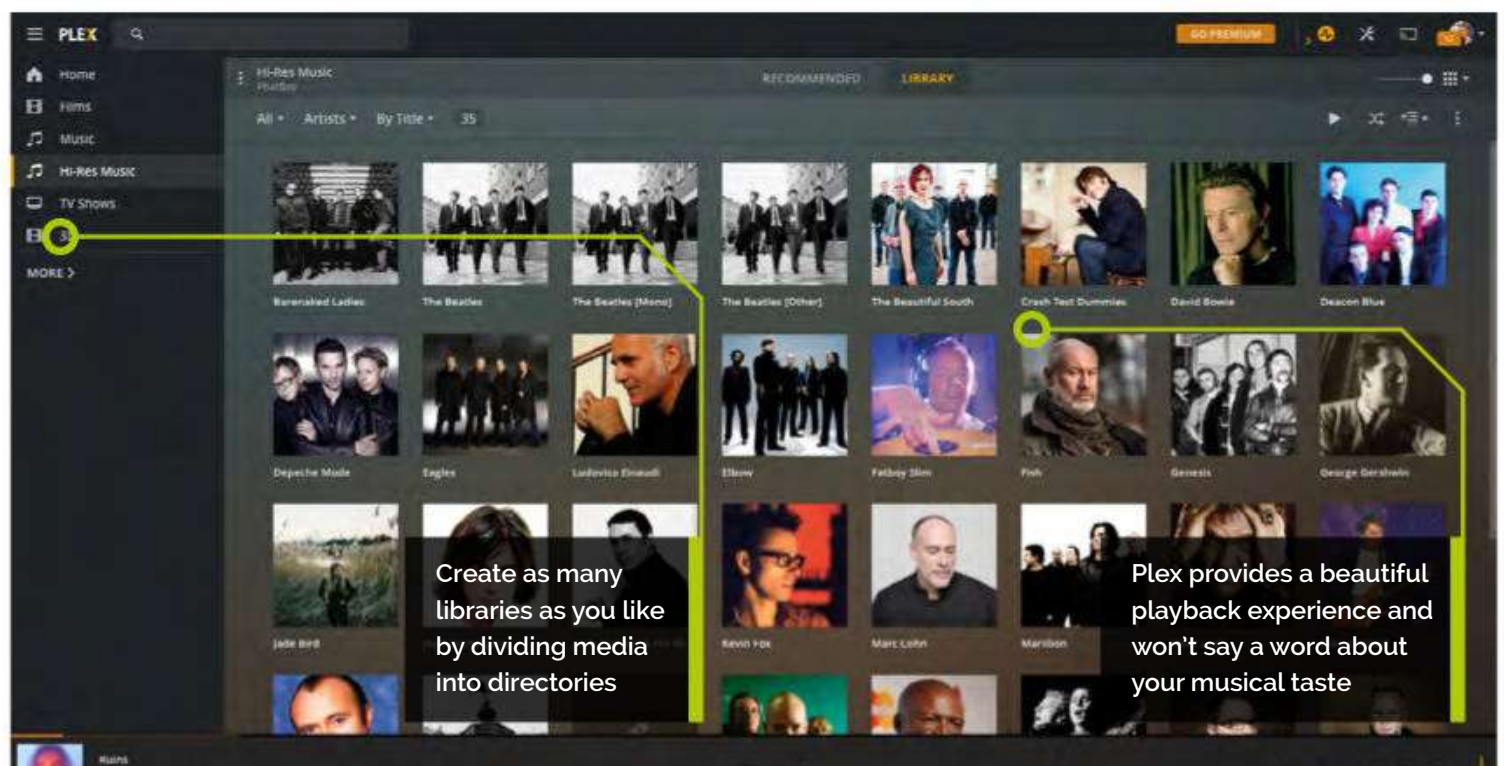 PLEX
GO PREMIUM
Home
Films
Music
Hi-Res Music
TV Shows
MORE >
Hi-Res Music
RECOMMENDED
LIBRARY
All
Artists
By Title
35
Barenaked Ladies
The Beatles
The Beatles [Mono]
The Beatles [Other]
The Beautiful South
Crash Test Dummies
David Bowie
Deacon Blue
Depeche Mode
Eagles
Ludovico Einaudi
Elbow
Fatboy Slim
Fish
Genesis
George Gershwin
Jade Bird
Kevin Fox
Marc Cohn
Marillion
Create as many
libraries as you like
by dividing media
into directories
Plex provides a beautiful
playback experience and
won't say a word about
your musical taste
Ruins